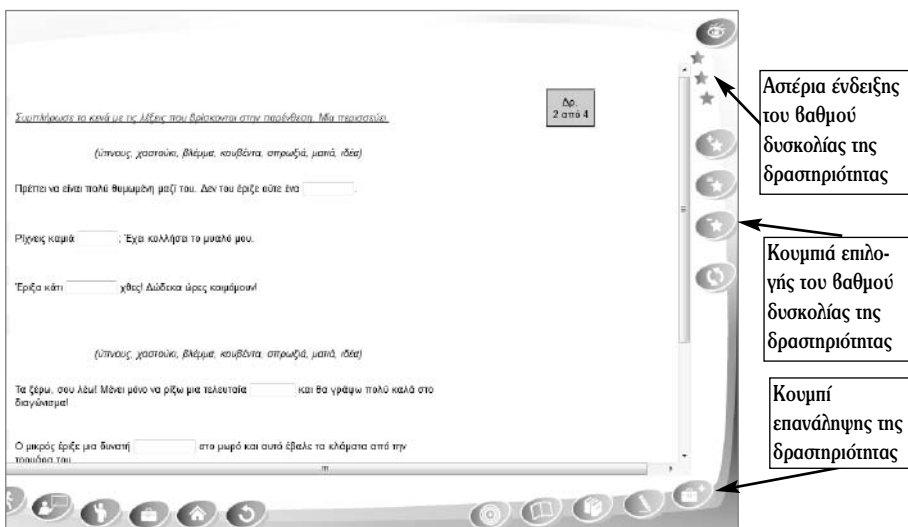 Δρ.
2 από 4
Συμπλήρωσε τα κενά με τις λέξεις που βρίσκονται στην παρένθεση. Μία περισσεύει.
(ύπνους, χαστούκι, βλέμμα, κουβέντα, σπρωξιά, ματιά, ιδέα)
Πρέπει να είναι πολύ θυμωμένη μαζί του. Δεν του έριξε ούτε ένα .
Ρίχνεις καμιά ; Έχει κολλήσει το μυαλό μου.
Έριξα κάτι χθες! Δώδεκα ώρες κοιμόμουν!
(ύπνους, χαστούκι, βλέμμα, κουβέντα, σπρωξιά, ματιά, ιδέα)
Τα ξέρω, σου λέω! Μένει μόνο να ρίξω μια τελευταία και θα γράψω πολύ καλά στο
διαγώνισμα!
Ο μικρός έριξε μια δυνατή στο μωρό και αυτό έβαλε τα κλάματα από την
τρομάρα του
Αστέρια ένδειξης
του βαθμού
δυσκολίας της
δραστηριότητας
Κουμπιά επιλο-
γής του βαθμού
δυσκολίας της
δραστηριότητας
Κουμπί
επανάληψης της
δραστηριότητας